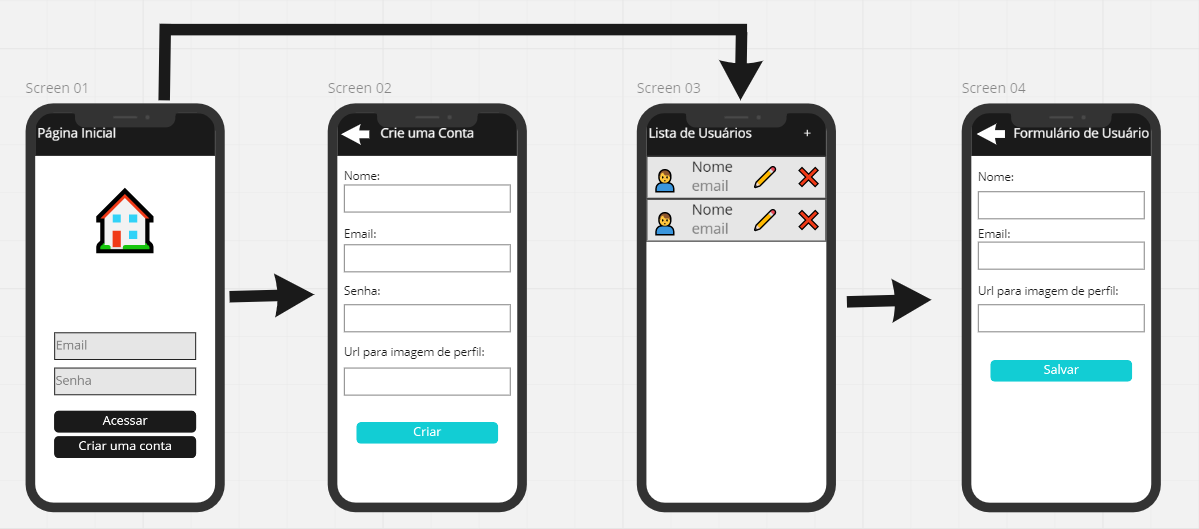 Screen 01
Página Inicial
Email
Senha
Acessar
Criar uma conta
Screen 02
Crie uma Conta
Nome:
Email:
Senha:
Url para imagem de perfil:
Criar
Screen 03
Lista de Usuários +
Nome
email
Nome
email
Screen 04
Formulário de Usuário
Nome:
Email:
Url para imagem de perfil:
Salvar